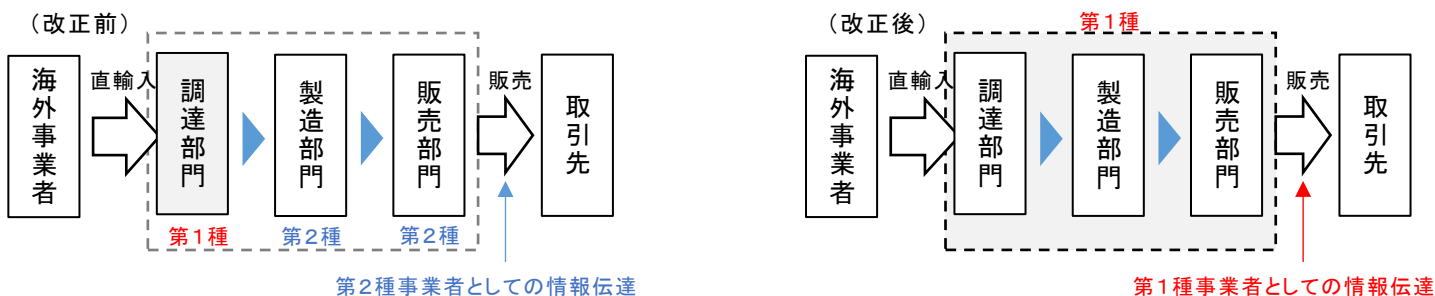 （改正前）
海外事業者
直輸入
調達部門
製造部門
販売部門
販売
取引先
第１種
第２種
第２種
第２種事業者としての情報伝達
（改正後）
第１種
海外事業者
直輸入
調達部門
製造部門
販売部門
販売
取引先
第１種事業者としての情報伝達